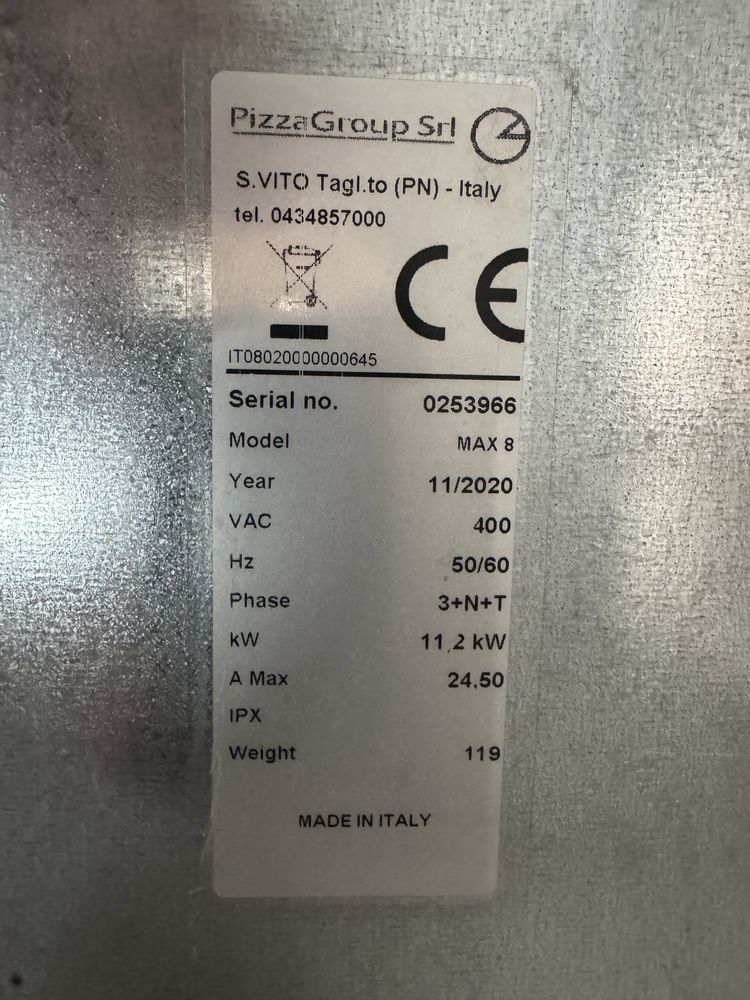 PizzaGroup Srl
S.VITO Tagl.to (PN) - Italy
tel. 0434857000
CE
IT08020000000645
Serial no. 0253966
Model MAX 8
Year 11/2020
VAC 400
Hz 50/60
Phase 3+N+T
kW 11,2 kW
A Max 24,50
IPX
Weight 119
MADE IN ITALY